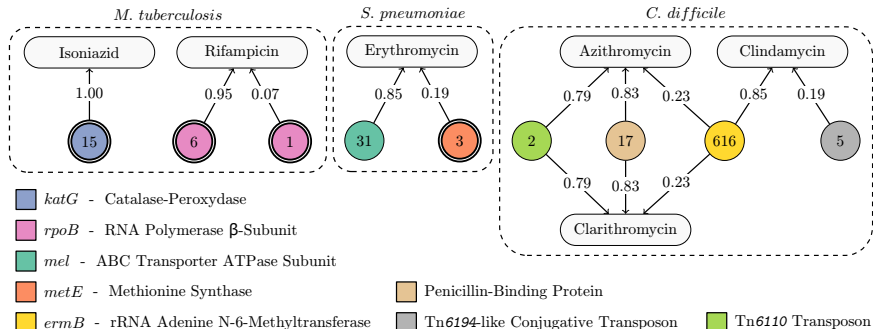 M. tuberculosis
S. pneumoniae
C. difficile
Isoniazid
Rifampicin
Erythromycin
Azithromycin
Clindamycin
1.00
0.95
0.07
0.85
0.19
0.79
0.83
0.23
0.85
0.19
15
6
1
31
3
2
17
616
5
0.79
0.83
0.23
Clarithromycin
katG - Catalase-Peroxydase
rpoB - RNA Polymerase β-Subunit
mel - ABC Transporter ATPase Subunit
metE - Methionine Synthase
Penicillin-Binding Protein
ermB - rRNA Adenine N-6-Methyltransferase
Tn6194-like Conjugative Transposon
Tn6110 Transposon